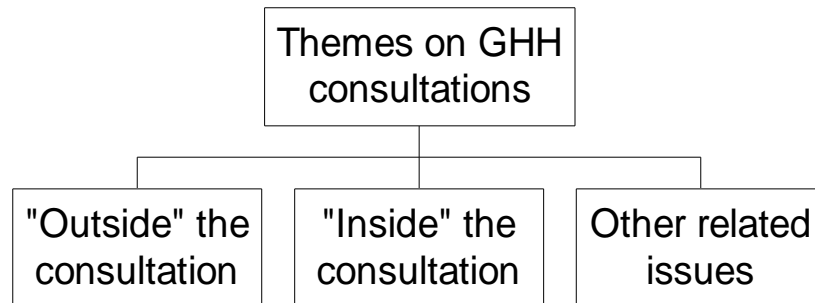 Themes on GHH
consultations
"Outside" the
consultation
"Inside" the
consultation
Other related
issues